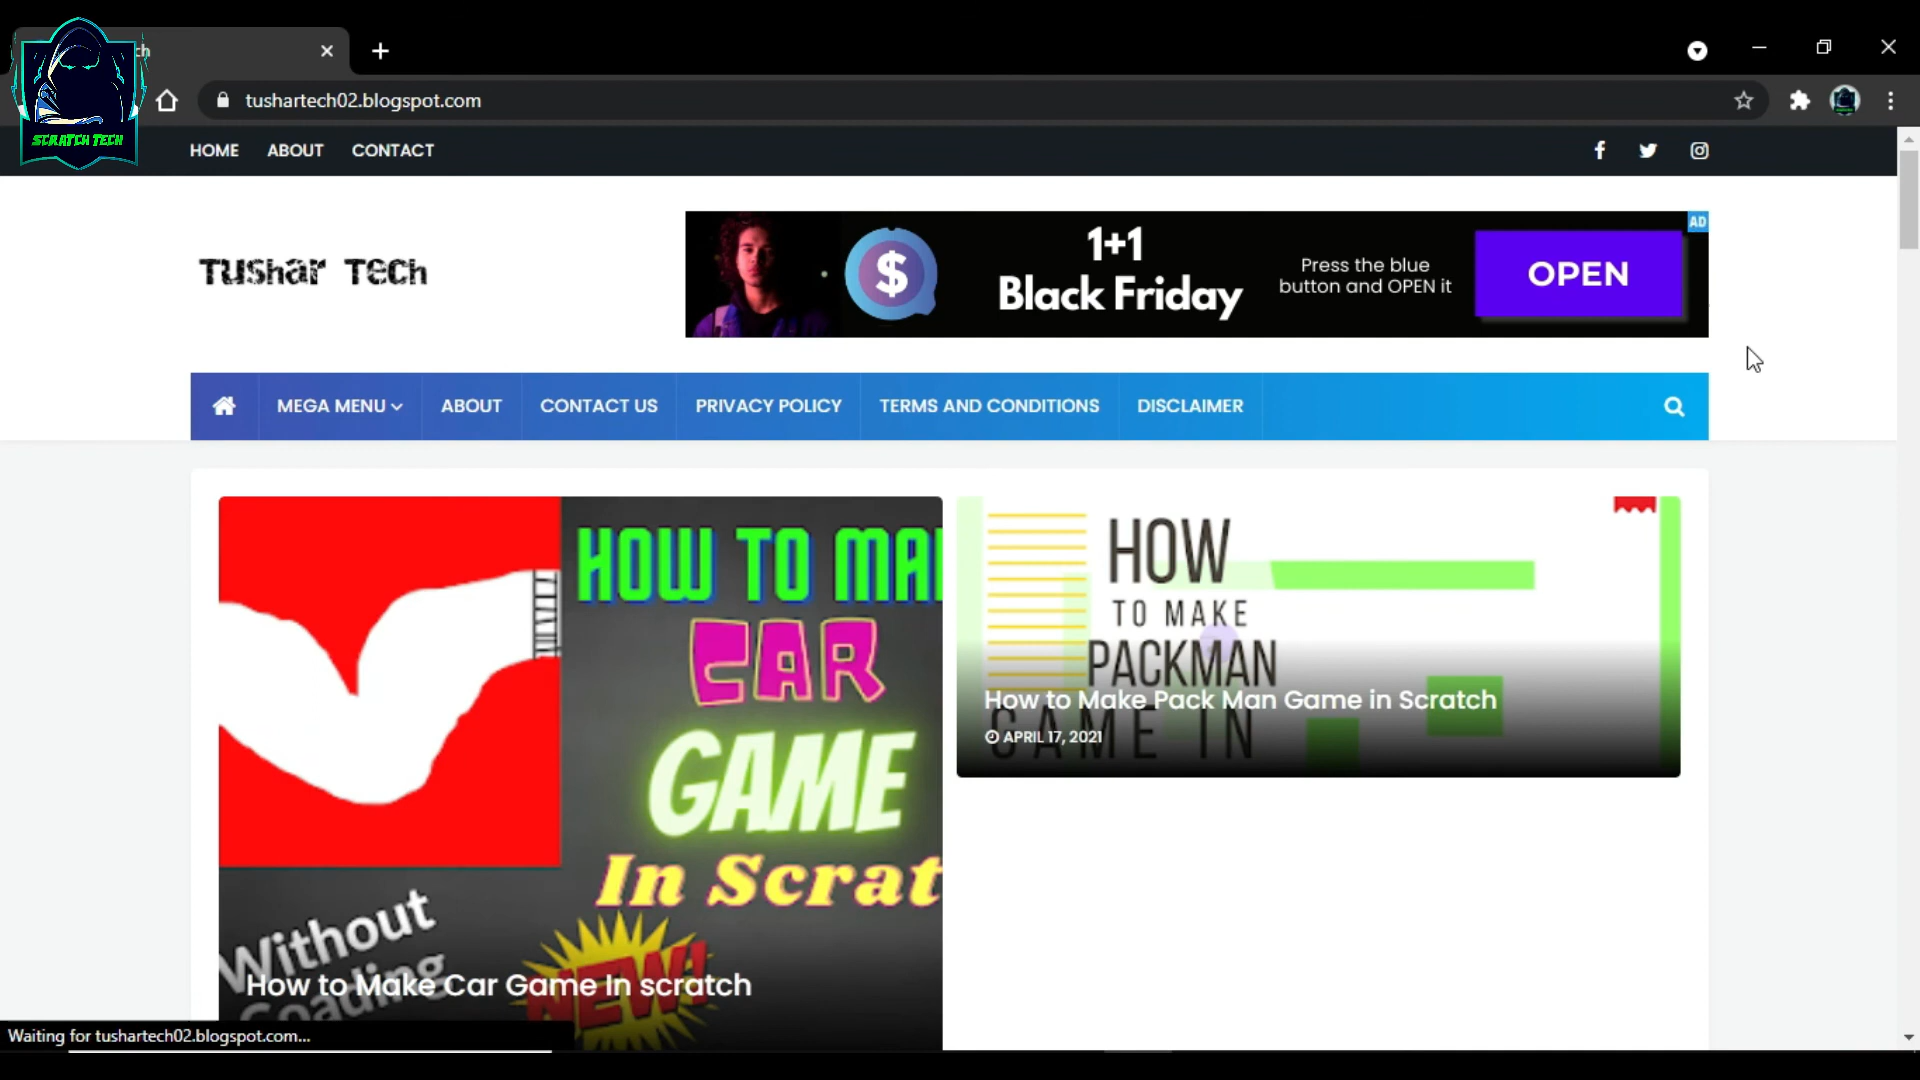 ch
tushartech02.blogspot.com
SCRATCH TECH
HOME ABOUT CONTACT
Tushar Tech
AD
1+1
Black Friday
Press the blue
button and OPEN it
OPEN
MEGA MENU ABOUT CONTACT US PRIVACY POLICY TERMS AND CONDITIONS DISCLAIMER
HOW TO MA
CAR
GAME
In Scrat
Without
Coading
NEW!
How to Make Car Game In scratch
HOW
TO MAKE
PACKMAN
GAME IN
How to Make Pack Man Game in Scratch
APRIL 17, 2021
Waiting for tushartech02.blogspot.com...